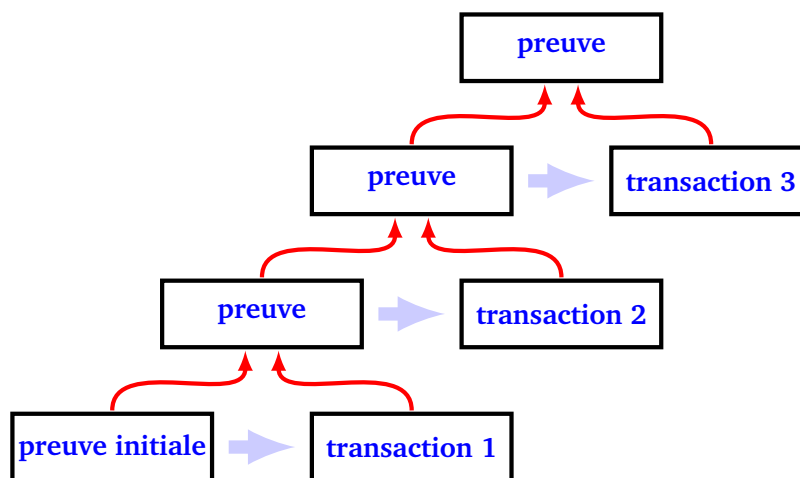 preuve
preuve
transaction 3
preuve
transaction 2
preuve initiale
transaction 1